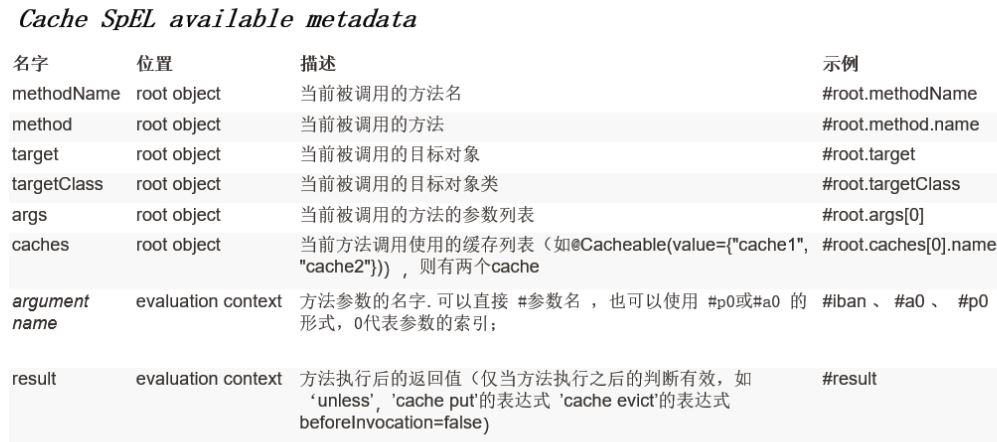 Cache SpEL available metadata
名字 位置 描述 示例
methodName root object 当前被调用的方法名 #root.methodName
method root object 当前被调用的方法 #root.method.name
target root object 当前被调用的目标对象 #root.target
targetClass root object 当前被调用的目标对象类 #root.targetClass
args root object 当前被调用的方法的参数列表 #root.args[0]
caches root object 当前方法调用使用的缓存列表（如@Cacheable(value={"cache1", #root.caches[0].name
"cache2"})），则有两个cache
argument evaluation context 方法参数的名字.可以直接 #参数名 ，也可以使用 #p0或#a0 的 #iban 、 #a0 、 #p0
name 形式，0代表参数的索引；
result evaluation context 方法执行后的返回值（仅当方法执行之后的判断有效，如 #result
‘unless’，'cache put'的表达式 'cache evict'的表达式
beforeInvocation=false）